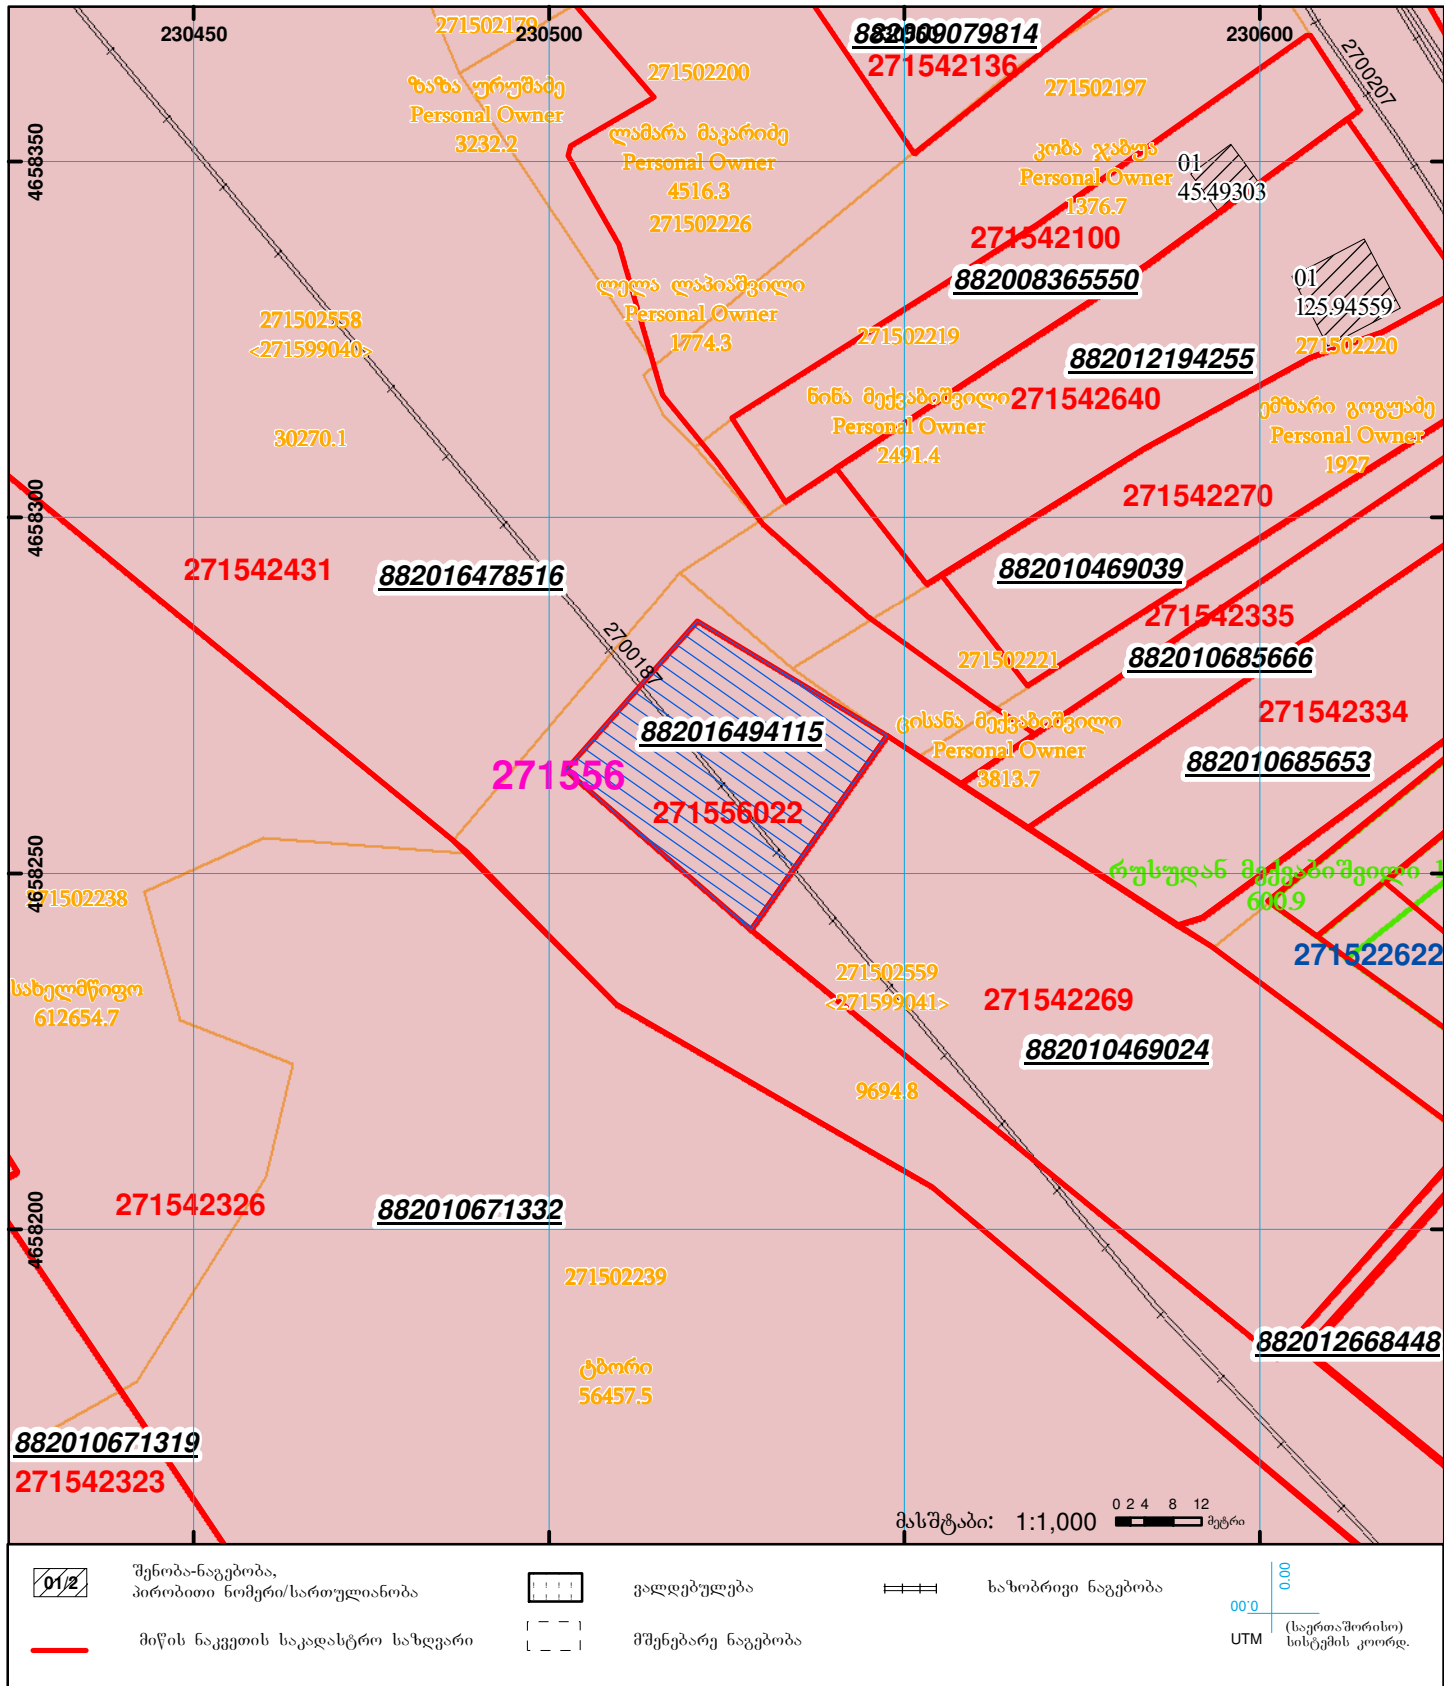 230450
230500
230600
4658350
4658300
4658250
4658200
271502179
ზაზა ურუშაძე
Personal Owner
3232.2
271502200
ლამარა მაკარიძე
Personal Owner
4516.3
271502226
ლელა ლაპიაშვილი
Personal Owner
1774.3
882009079814
271542136
271502197
კობა ჯაბუა
Personal Owner
1376.7
271542100
882008365550
2700207
01
45.49303
01
125.94559
271502220
271502219
882012194255
ნინა მექვაბიშვილი
Personal Owner
2491.4
271542640
ემზარი გოგუაძე
Personal Owner
1927
271502558
<271599040>
30270.1
271542270
271542431
882016478516
882010469039
271542335
882010685666
2700187
271502221
882016494115
ცისანა მექვაბიშვილი
Personal Owner
3813.7
271542334
882010685653
271556
271556022
რუსუდან მექვაბიშვილი 1
600.9
271522622
271502238
სახელმწიფო
612654.7
271502559
<271599041>
271542269
882010469024
9694.8
271542326
882010671332
271502239
ტბორი
56457.5
882012668448
882010671319
271542323
მასშტაბი: 1:1,000
0 2 4 8 12
მეტრი
01/2
შენობა-ნაგებობა,
პირობითი ნომერი/სართულიანობა
ვალდებულება
ხაზობრივი ნაგებობა
მიწის ნაკვეთის საკადასტრო საზღვარი
მშენებარე ნაგებობა
0.00
0.00
UTM
(საერთაშორისო)
სისტემის კოორდ.